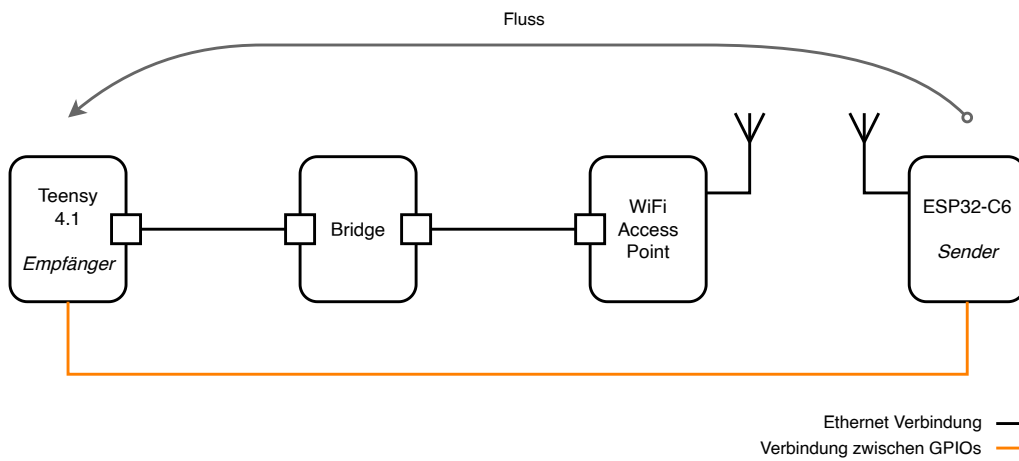 Fluss
Teensy
4.1
Empfänger
Bridge
WiFi
Access
Point
ESP32-C6
Sender
Ethernet Verbindung
Verbindung zwischen GPIOs